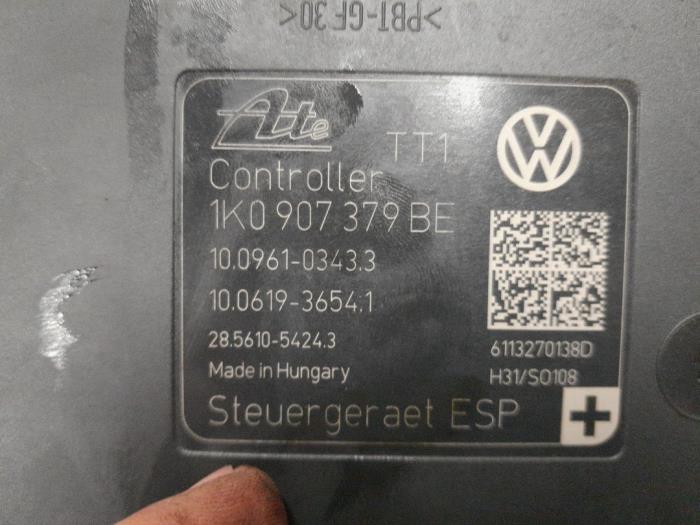 >PBT-GF30<
Ate
TT1
VW
Controller
1K0 907 379 BE
10.0961-0343.3
10.0619-3654.1
28.5610-5424.3
6113270138D
Made in Hungary
H31/S0108
Steuergeraet ESP